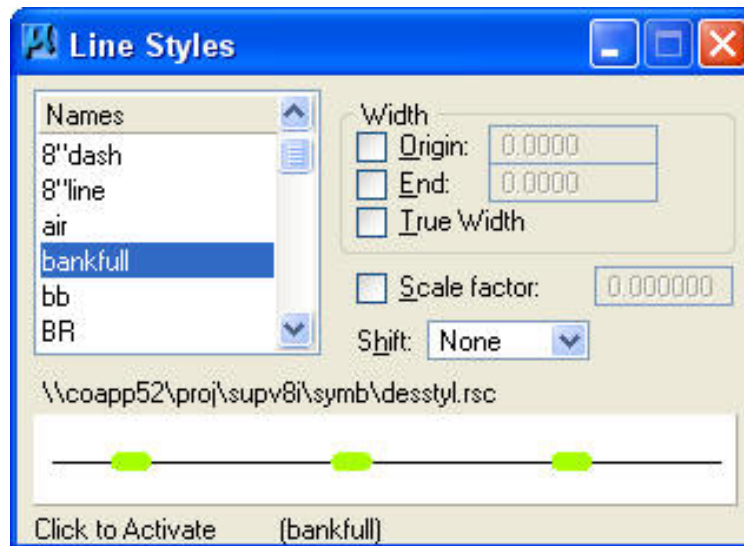 Line Styles
Names
8"dash
8"line
air
bankfull
bb
BR
Width
Origin: 0.0000
End: 0.0000
True Width
Scale factor: 0.000000
Shift: None
\\coapp52\proj\supv8i\symb\desstyl.rsc
Click to Activate (bankfull)